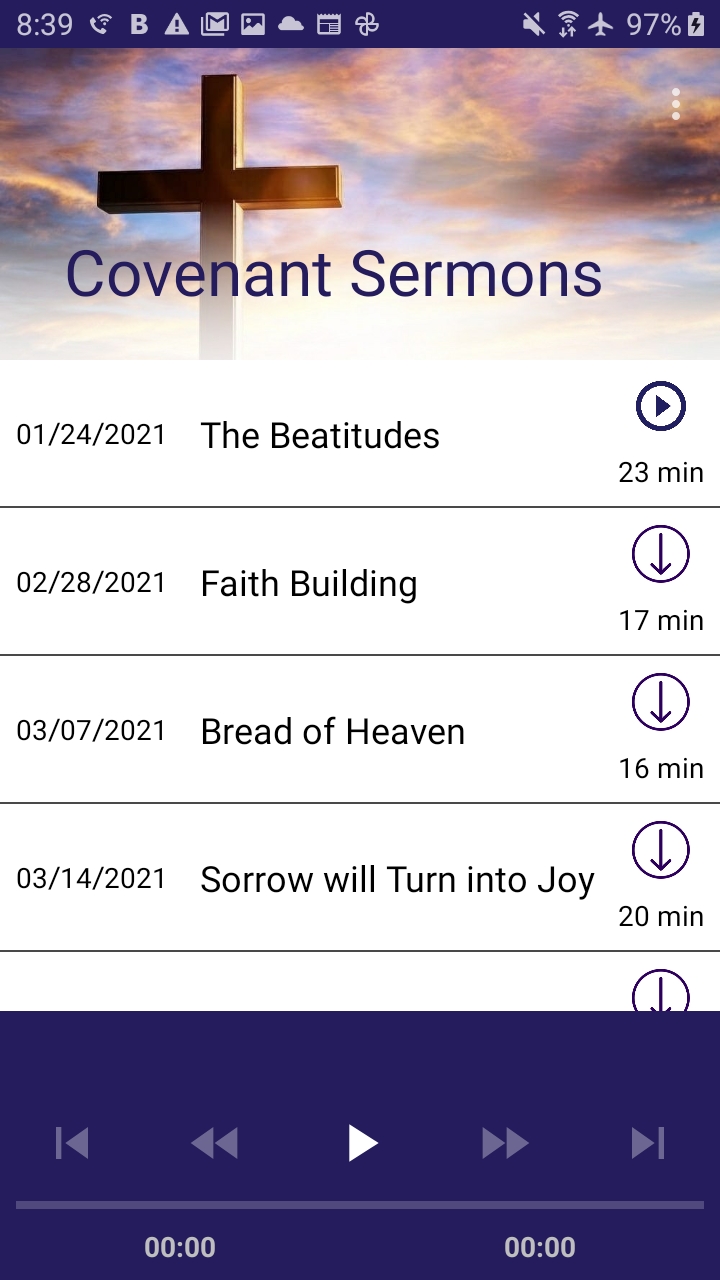 8:39 B 97%
Covenant Sermons
01/24/2021 The Beatitudes
23 min
02/28/2021 Faith Building
17 min
03/07/2021 Bread of Heaven
16 min
03/14/2021 Sorrow will Turn into Joy
20 min
00:00 00:00